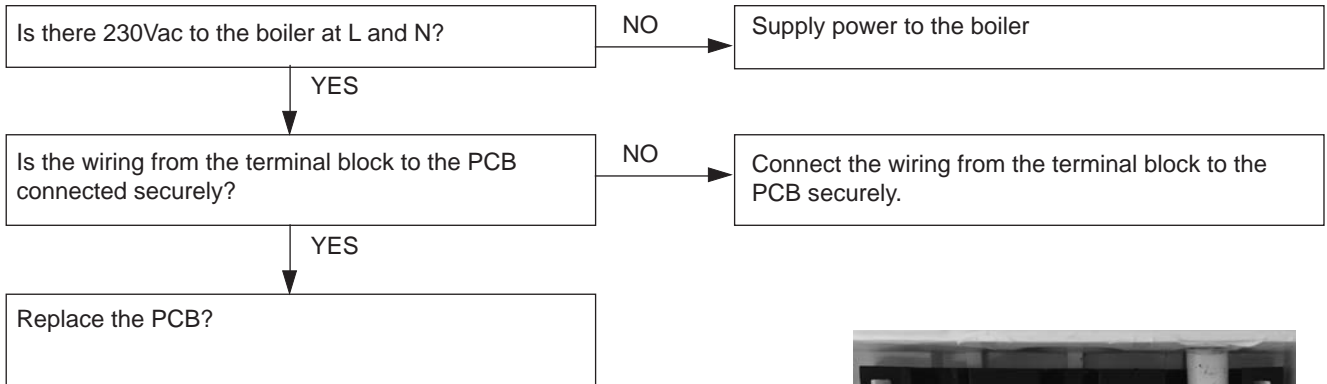 Is there 230Vac to the boiler at L and N?
NO
Supply power to the boiler
YES
Is the wiring from the terminal block to the PCB
connected securely?
NO
Connect the wiring from the terminal block to the
PCB securely.
YES
Replace the PCB?